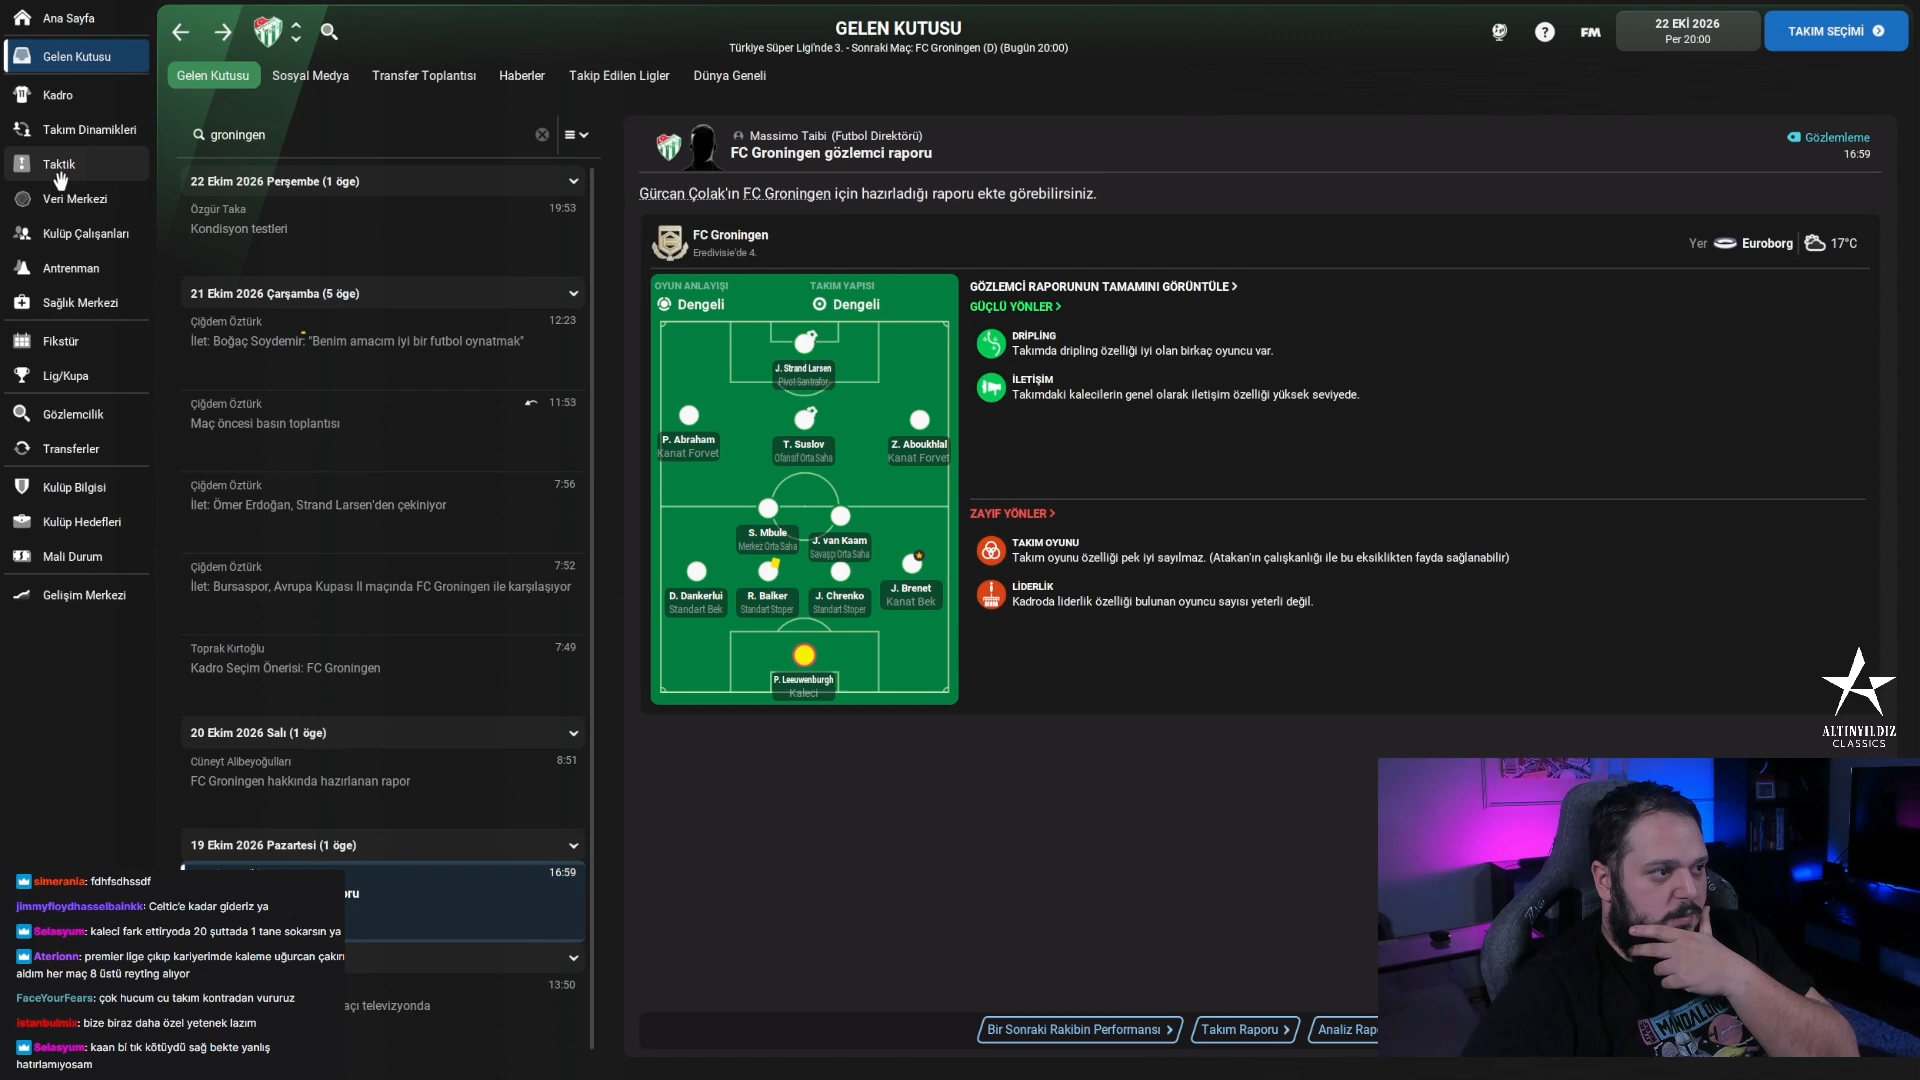 Ana Sayfa
Gelen Kutusu
Kadro
Takım Dinamikleri
Taktik
Veri Merkezi
Kulüp Çalışanları
Antrenman
Sağlık Merkezi
Fikstür
Lig/Kupa
Gözlemcilik
Transferler
Kulüp Bilgisi
Kulüp Hedefleri
Mali Durum
Gelişim Merkezi
GELEN KUTUSU
Türkiye Süper Ligi'nde 3. - Sonraki Maç: FC Groningen (D) (Bugün 20:00)
FM
22 EKİ 2026
Per 20:00
TAKIM SEÇİMİ
Gelen Kutusu Sosyal Medya Transfer Toplantısı Haberler Takip Edilen Ligler Dünya Geneli
groningen
22 Ekim 2026 Perşembe (1 öge)
Özgür Taka 19:53
Kondisyon testleri
21 Ekim 2026 Çarşamba (5 öge)
Çiğdem Öztürk 12:23
İlet: Boğaç Soydemir: "Benim amacım iyi bir futbol oynatmak"
Çiğdem Öztürk 11:53
Maç öncesi basın toplantısı
Çiğdem Öztürk 7:56
İlet: Ömer Erdoğan, Strand Larsen'den çekiniyor
Çiğdem Öztürk 7:52
İlet: Bursaspor, Avrupa Kupası II maçında FC Groningen ile karşılaşıyor
Toprak Kırtoğlu 7:49
Kadro Seçim Önerisi: FC Groningen
20 Ekim 2026 Salı (1 öge)
Cüneyt Alibeyoğulları 8:51
FC Groningen hakkında hazırlanan rapor
19 Ekim 2026 Pazartesi (1 öge)
16:59
oru
13:50
açı televizyonda
Massimo Taibi (Futbol Direktörü)
FC Groningen gözlemci raporu
Gözlemleme
16:59
Gürcan Çolak'ın FC Groningen için hazırladığı raporu ekte görebilirsiniz.
FC Groningen
Eredivisie'de 4.
Yer Euroborg 17°C
OYUN ANLAYIŞI
Dengeli
TAKIM YAPISI
Dengeli
J. Strand Larsen
Pivot Santrafor
P. Abraham
Kanat Forvet
T. Suslov
Ofansif Orta Saha
Z. Aboukhlal
Kanat Forvet
S. Mbule
Merkez Orta Saha
J. van Kaam
Savaşçı Orta Saha
D. Dankerlui
Standart Bek
R. Balker
Standart Stoper
J. Chrenko
Standart Stoper
J. Brenet
Kanat Bek
P. Leeuwenburgh
Kaleci
GÖZLEMCİ RAPORUNUN TAMAMINI GÖRÜNTÜLE >
GÜÇLÜ YÖNLER >
DRİPLİNG
Takımda dripling özelliği iyi olan birkaç oyuncu var.
İLETİŞİM
Takımdaki kalecilerin genel olarak iletişim özelliği yüksek seviyede.
ZAYIF YÖNLER >
TAKIM OYUNU
Takım oyunu özelliği pek iyi sayılmaz. (Atakan'ın çalışkanlığı ile bu eksiklikten fayda sağlanabilir)
LİDERLİK
Kadroda liderlik özelliği bulunan oyuncu sayısı yeterli değil.
Bir Sonraki Rakibin Performansı >
Takım Raporu >
Analiz Rapo
ALTINYILDIZ
CLASSICS
MANDALOR
simerania: fdhfsdhssdf
jimmyfloydhasselbainkk: Celtic'e kadar gideriz ya
Selasyum: kaleci fark ettiryoda 20 şuttada 1 tane sokarsın ya
Aterionn: premier lige çıkıp kariyerimde kaleme uğurcan çakırı
aldım her maç 8 üstü reyting alıyor
FaceYourFears: çok hucum cu takım kontradan vururuz
istanbulmix: bize biraz daha özel yetenek lazım
Selasyum: kaan bi tık kötüydü sağ bekte yanlış
hatırlamıyosam